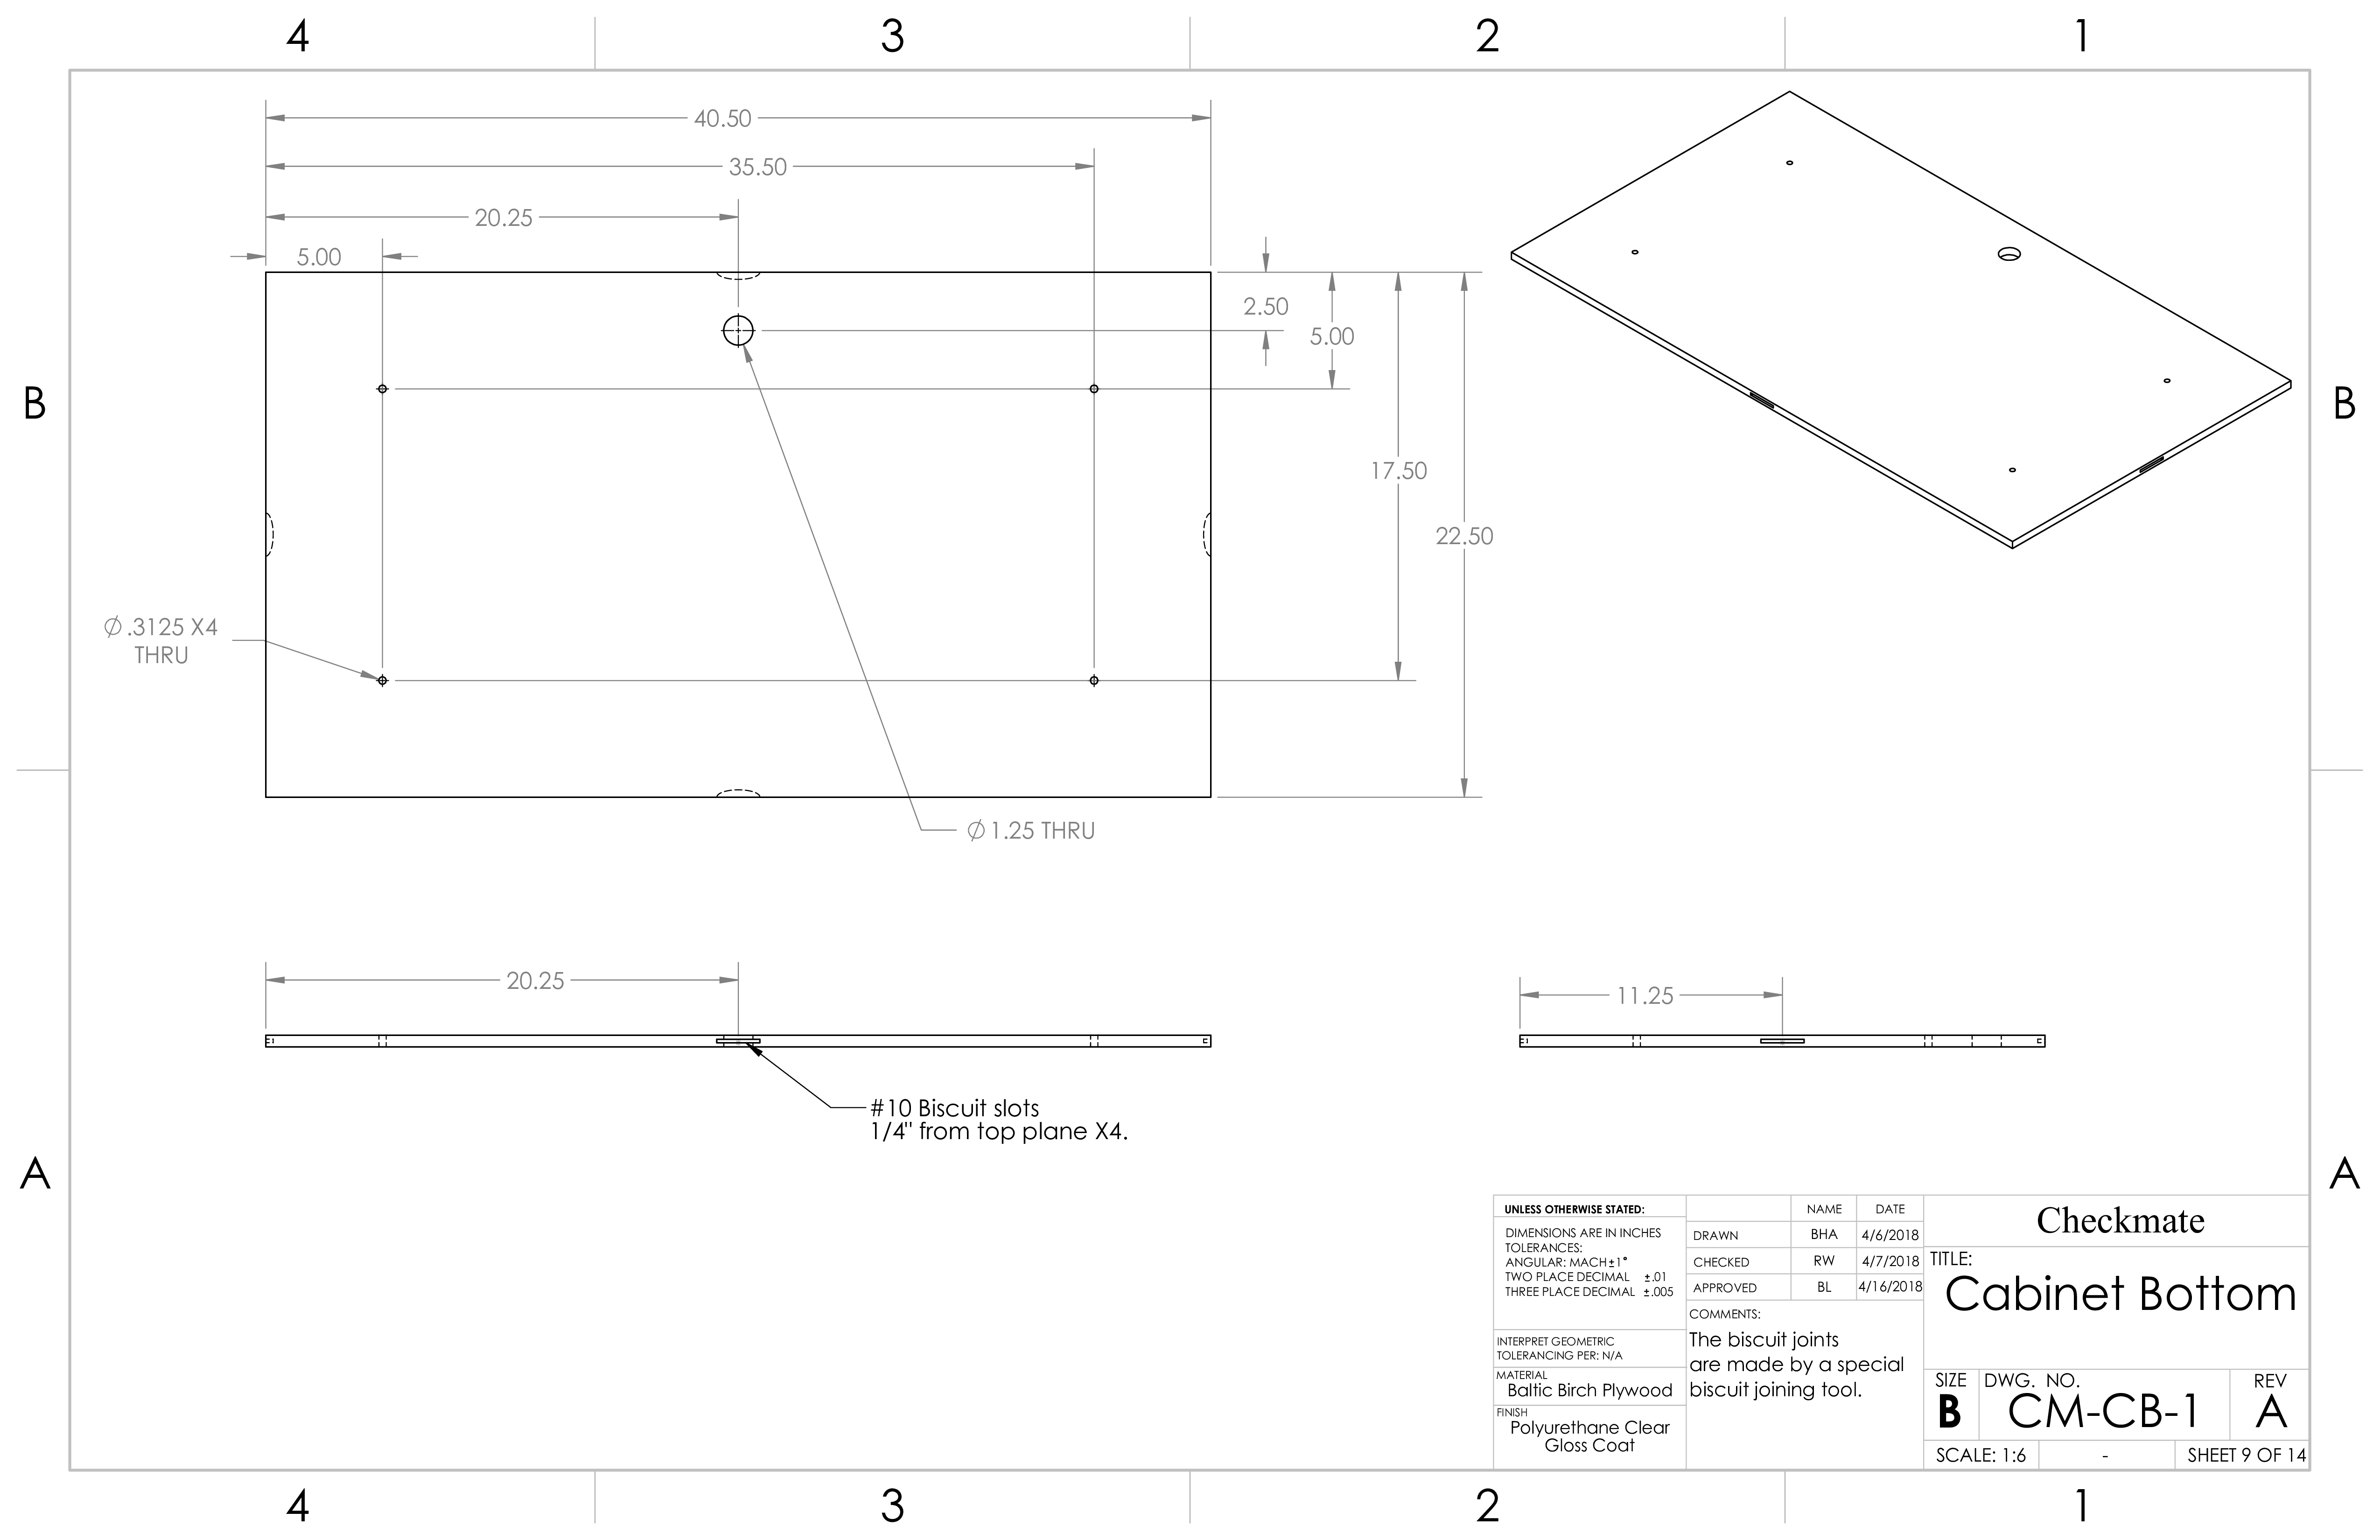 4 3 2 1
40.50
35.50
20.25
5.00
2.50
5.00
B B
17.50
22.50
Ø .3125 X4
THRU
Ø 1.25 THRU
20.25
11.25
#10 Biscuit slots
1/4" from top plane X4.
A A
UNLESS OTHERWISE STATED:
DIMENSIONS ARE IN INCHES
TOLERANCES:
ANGULAR: MACH±1°
TWO PLACE DECIMAL ±.01
THREE PLACE DECIMAL ±.005
INTERPRET GEOMETRIC
TOLERANCING PER: N/A
MATERIAL
Baltic Birch Plywood
FINISH
Polyurethane Clear
Gloss Coat
NAME DATE
DRAWN BHA 4/6/2018
CHECKED RW 4/7/2018
APPROVED BL 4/16/2018
COMMENTS:
The biscuit joints
are made by a special
biscuit joining tool.
Checkmate
TITLE:
Cabinet Bottom
SIZE DWG. NO. REV
B CM-CB-1 A
SCALE: 1:6 - SHEET 9 OF 14
4 3 2 1